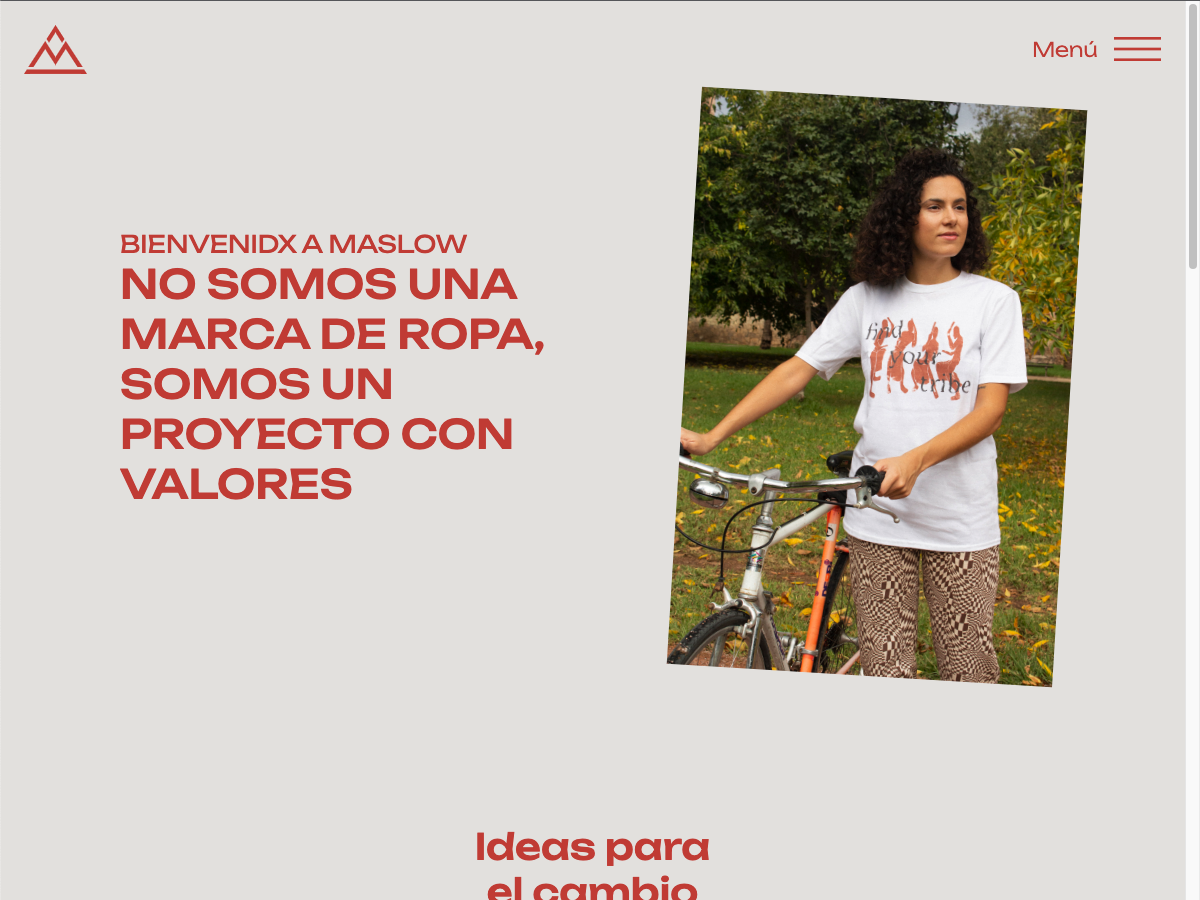 Menú
BIENVENIDX A MASLOW
NO SOMOS UNA
MARCA DE ROPA,
SOMOS UN
PROYECTO CON
VALORES
find
your
tribe
Ideas para
el cambio